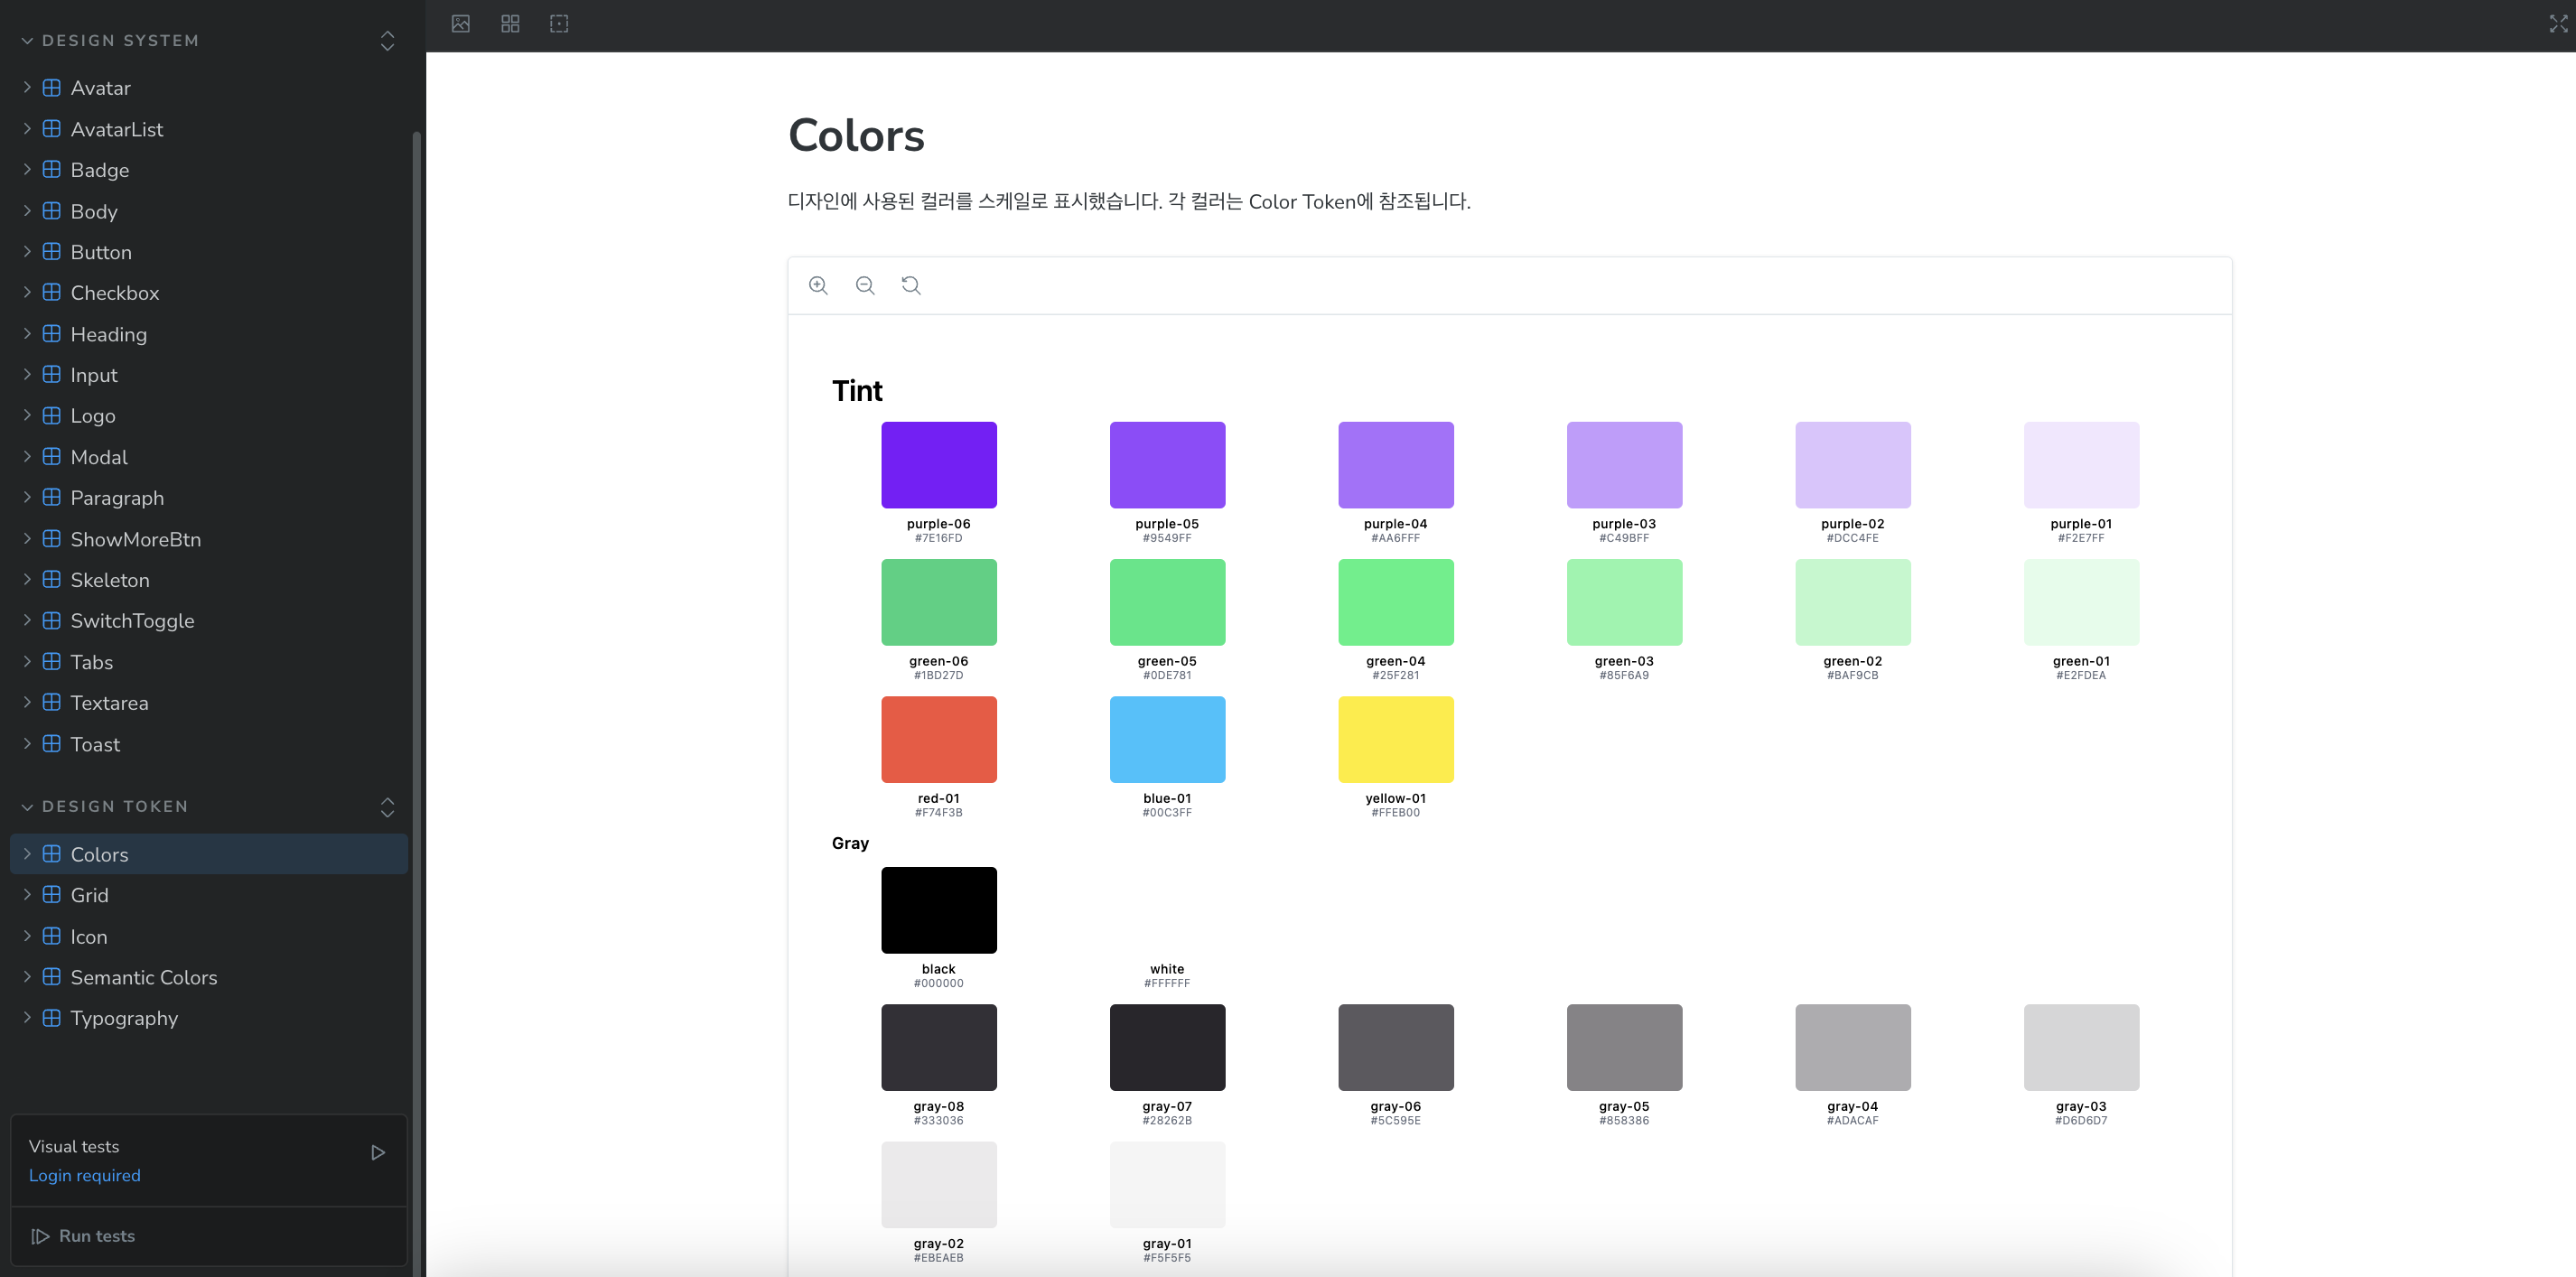 DESIGN SYSTEM
Avatar
AvatarList
Badge
Body
Button
Checkbox
Heading
Input
Logo
Modal
Paragraph
ShowMoreBtn
Skeleton
SwitchToggle
Tabs
Textarea
Toast
DESIGN TOKEN
Colors
Grid
Icon
Semantic Colors
Typography
Visual tests
Login required
Run tests
Colors
디자인에 사용된 컬러를 스케일로 표시했습니다. 각 컬러는 Color Token에 참조됩니다.
Tint
purple-06 purple-05 purple-04 purple-03 purple-02 purple-01
#7E16FD #9549FF #AA6FFF #C49BFF #DCC4FE #F2E7FF
green-06 green-05 green-04 green-03 green-02 green-01
#1BD27D #0DE781 #25F281 #85F6A9 #BAF9CB #E2FDEA
red-01 blue-01 yellow-01
#F74F3B #00C3FF #FFEB00
Gray
black white
#000000 #FFFFFF
gray-08 gray-07 gray-06 gray-05 gray-04 gray-03
#333036 #28262B #5C595E #858386 #ADACAF #D6D6D7
gray-02 gray-01
#EBEAEB #F5F5F5